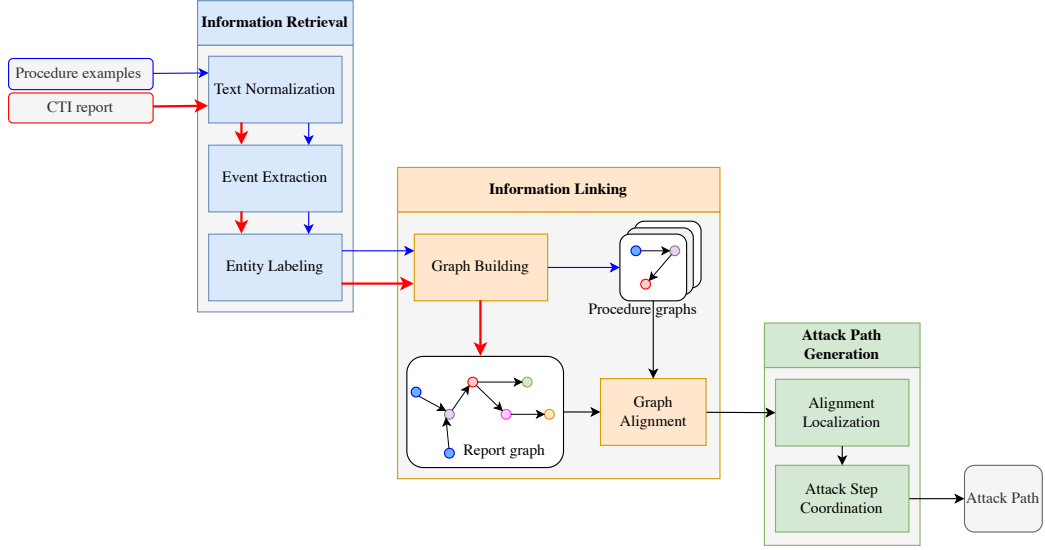 Information Retrieval
Procedure examples
CTI report
Text Normalization
Event Extraction
Entity Labeling
Information Linking
Graph Building
Procedure graphs
Report graph
Graph
Alignment
Attack Path
Generation
Alignment
Localization
Attack Step
Coordination
Attack Path